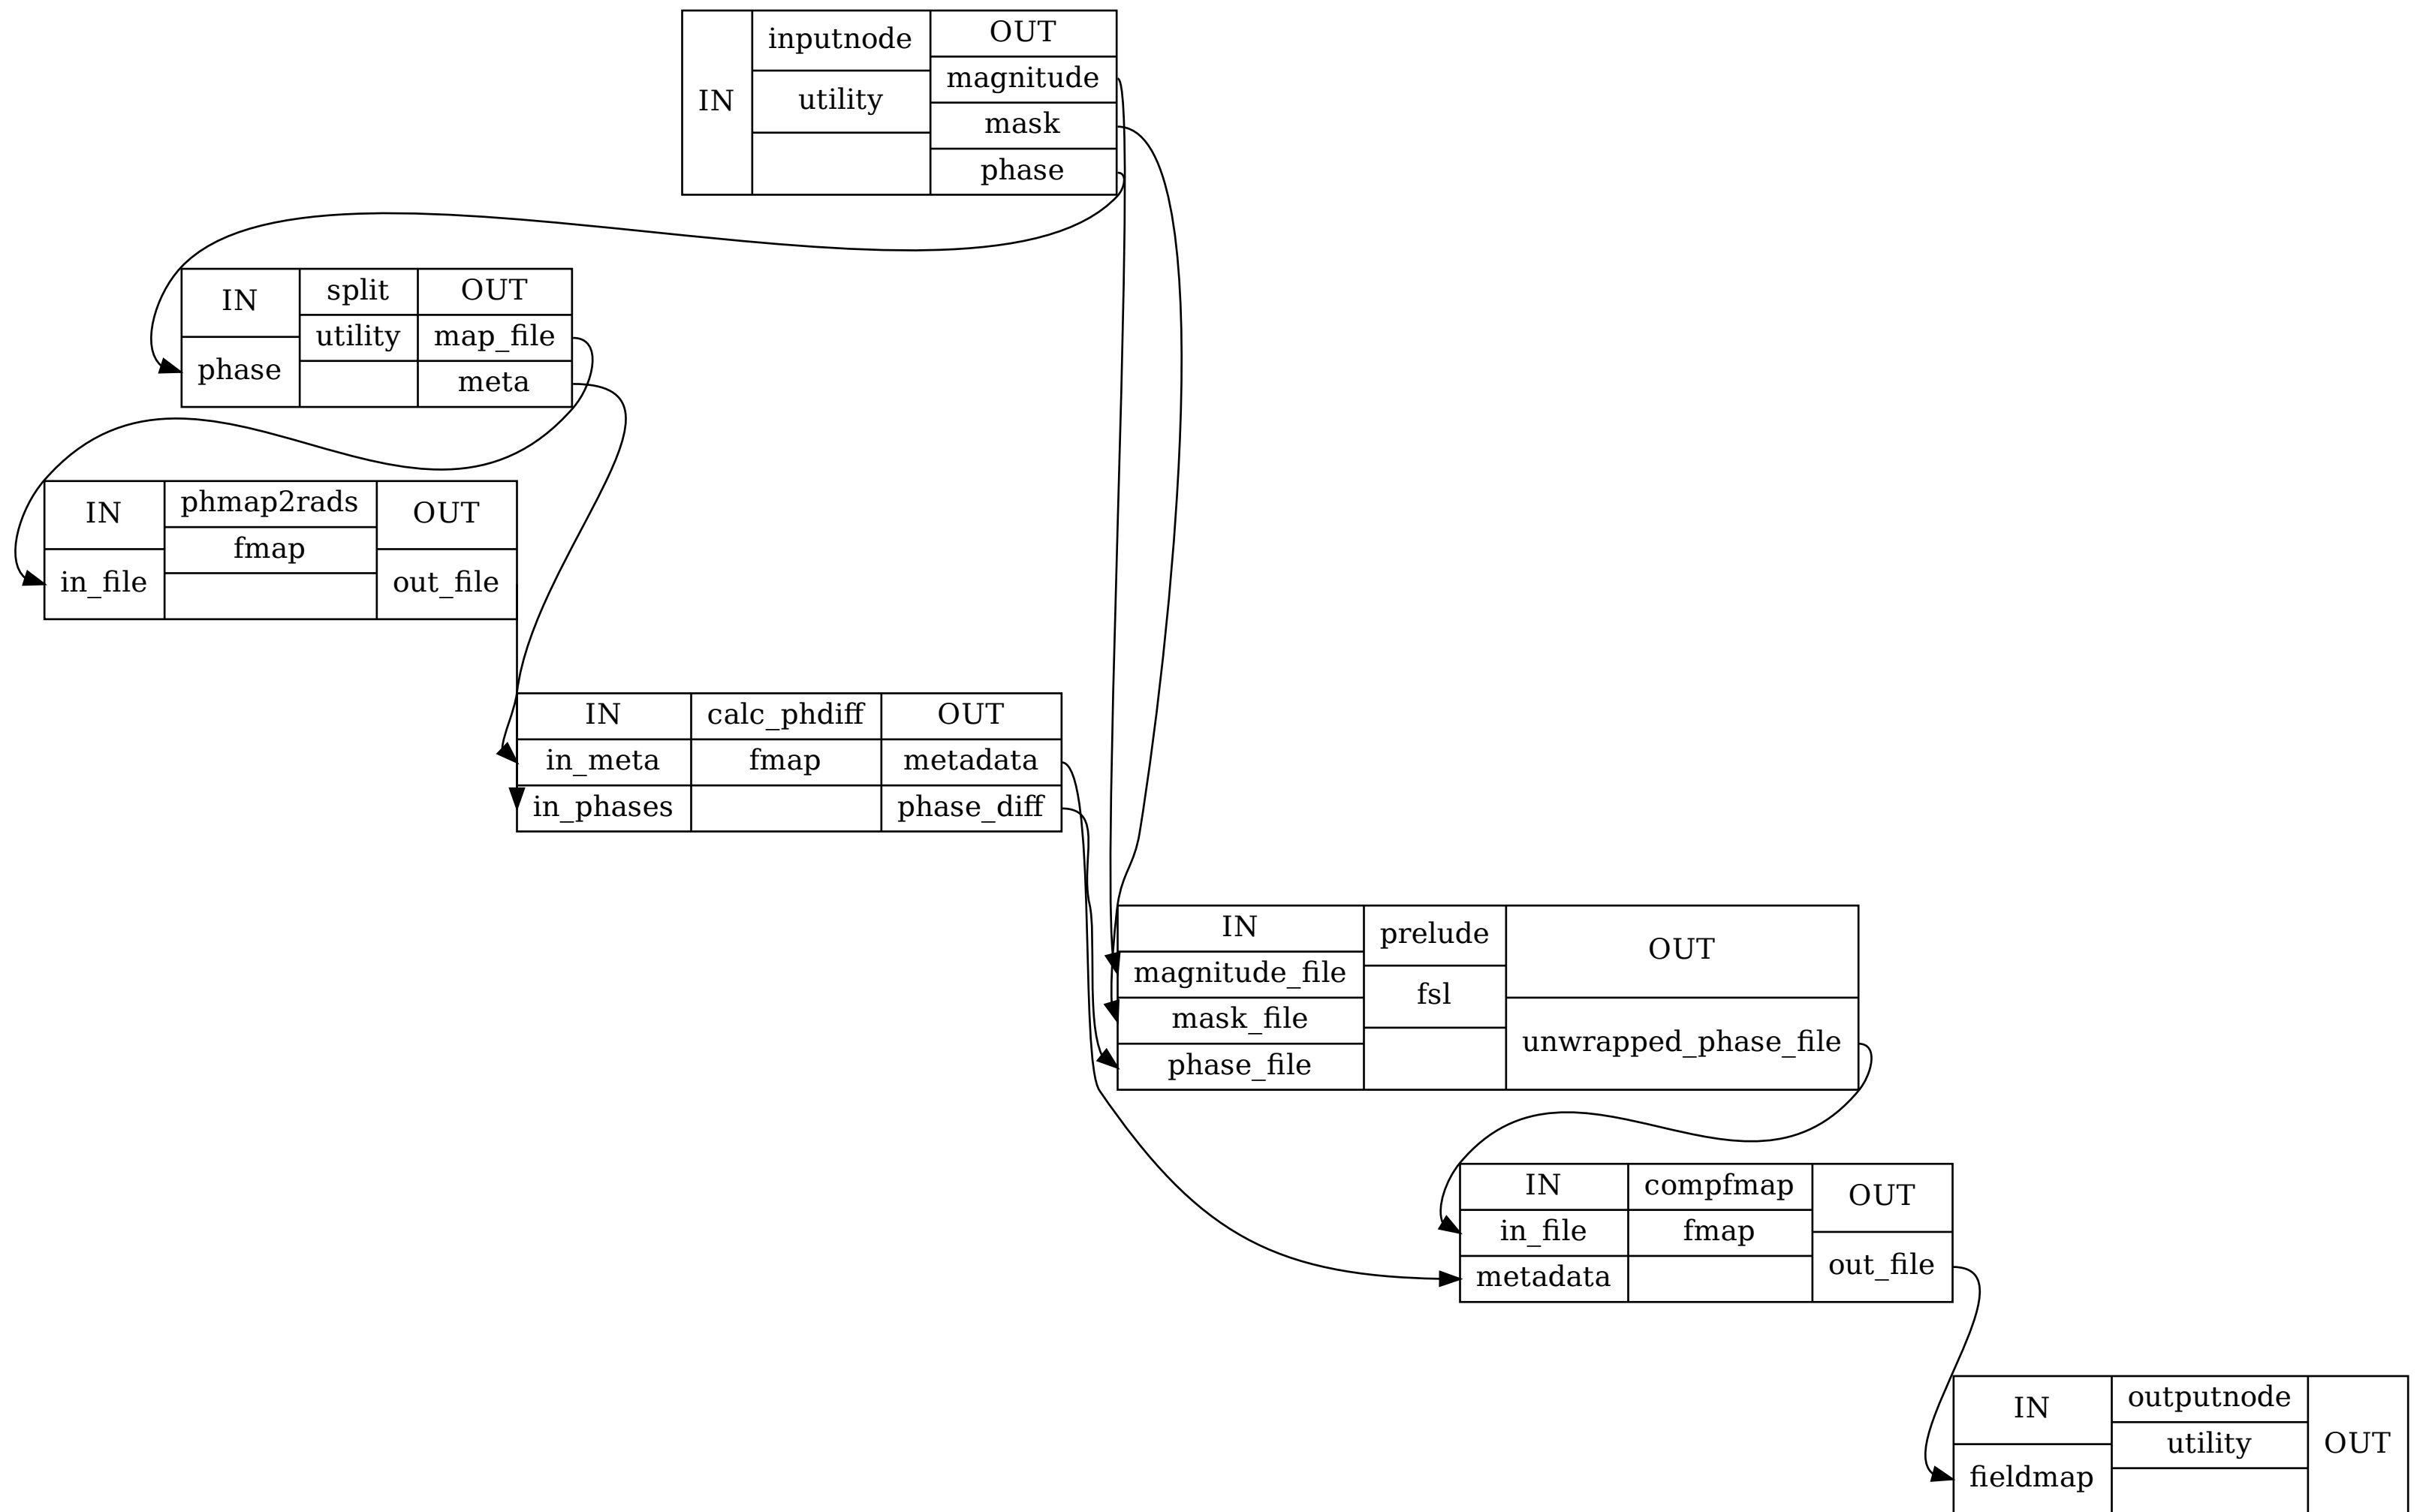 IN
inputnode
utility
OUT
magnitude
mask
phase
IN
phase
split
utility
OUT
map_file
meta
IN
in_file
phmap2rads
fmap
OUT
out_file
IN
in_meta
in_phases
calc_phdiff
fmap
OUT
metadata
phase_diff
IN
magnitude_file
mask_file
phase_file
prelude
fsl
OUT
unwrapped_phase_file
IN
in_file
metadata
compfmap
fmap
OUT
out_file
IN
fieldmap
outputnode
utility
OUT